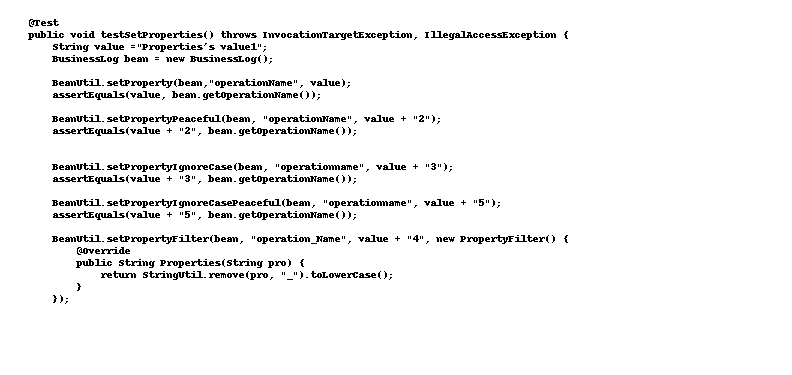 @Test
public void testSetProperties() throws InvocationTargetException, IllegalAccessException {
String value ="Properties's value1";
BusinessLog bean = new BusinessLog();
BeanUtil.setProperty(bean,"operationName", value);
assertEquals(value, bean.getOperationName());
BeanUtil.setPropertyPeaceful(bean, "operationName", value + "2");
assertEquals(value + "2", bean.getOperationName());
BeanUtil.setPropertyIgnoreCase(bean, "operationname", value + "3");
assertEquals(value + "3", bean.getOperationName());
BeanUtil.setPropertyIgnoreCasePeaceful(bean, "operationname", value + "5");
assertEquals(value + "5", bean.getOperationName());
BeanUtil.setPropertyFilter(bean, "operation_Name", value + "4", new PropertyFilter() {
@Override
public String Properties(String pro) {
return StringUtil.remove(pro, "_").toLowerCase();
}
});